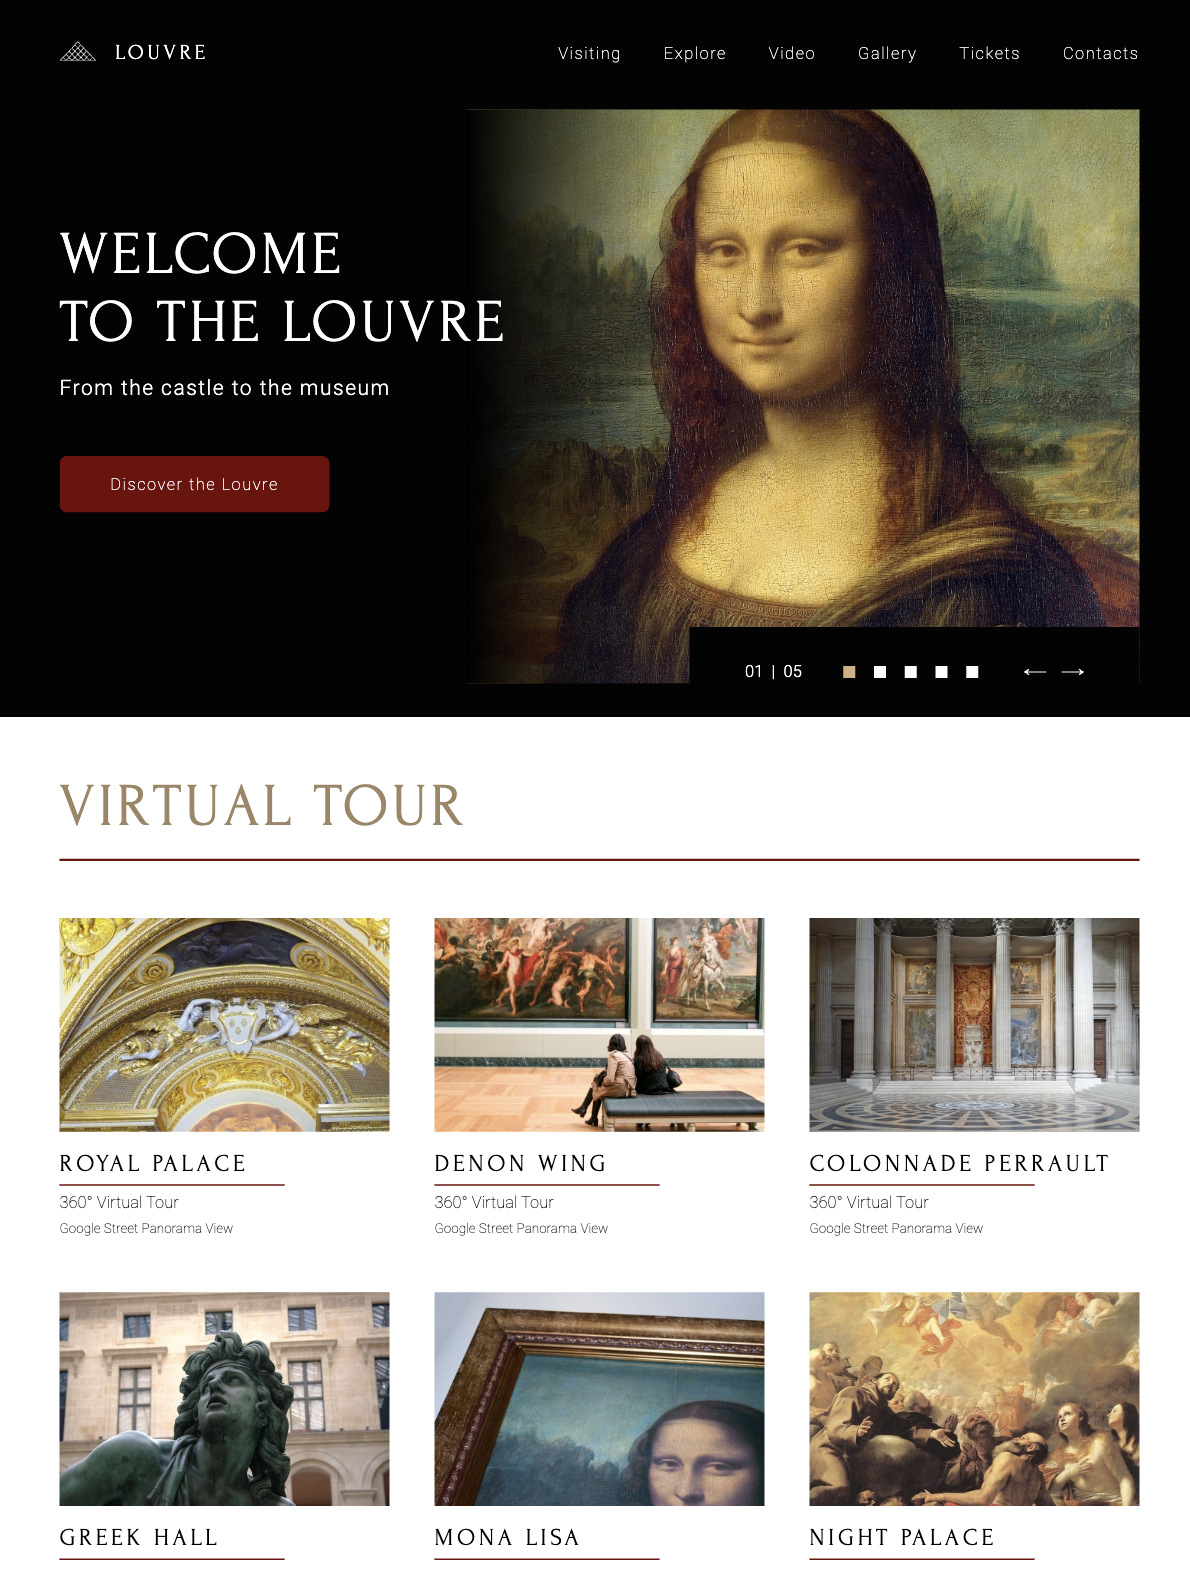 LOUVRE
Visiting Explore Video Gallery Tickets Contacts
WELCOME
TO THE LOUVRE
From the castle to the museum
Discover the Louvre
01 | 05
VIRTUAL TOUR
ROYAL PALACE
360° Virtual Tour
Google Street Panorama View
DENON WING
360° Virtual Tour
Google Street Panorama View
COLONNADE PERRAULT
360° Virtual Tour
Google Street Panorama View
GREEK HALL
MONA LISA
NIGHT PALACE